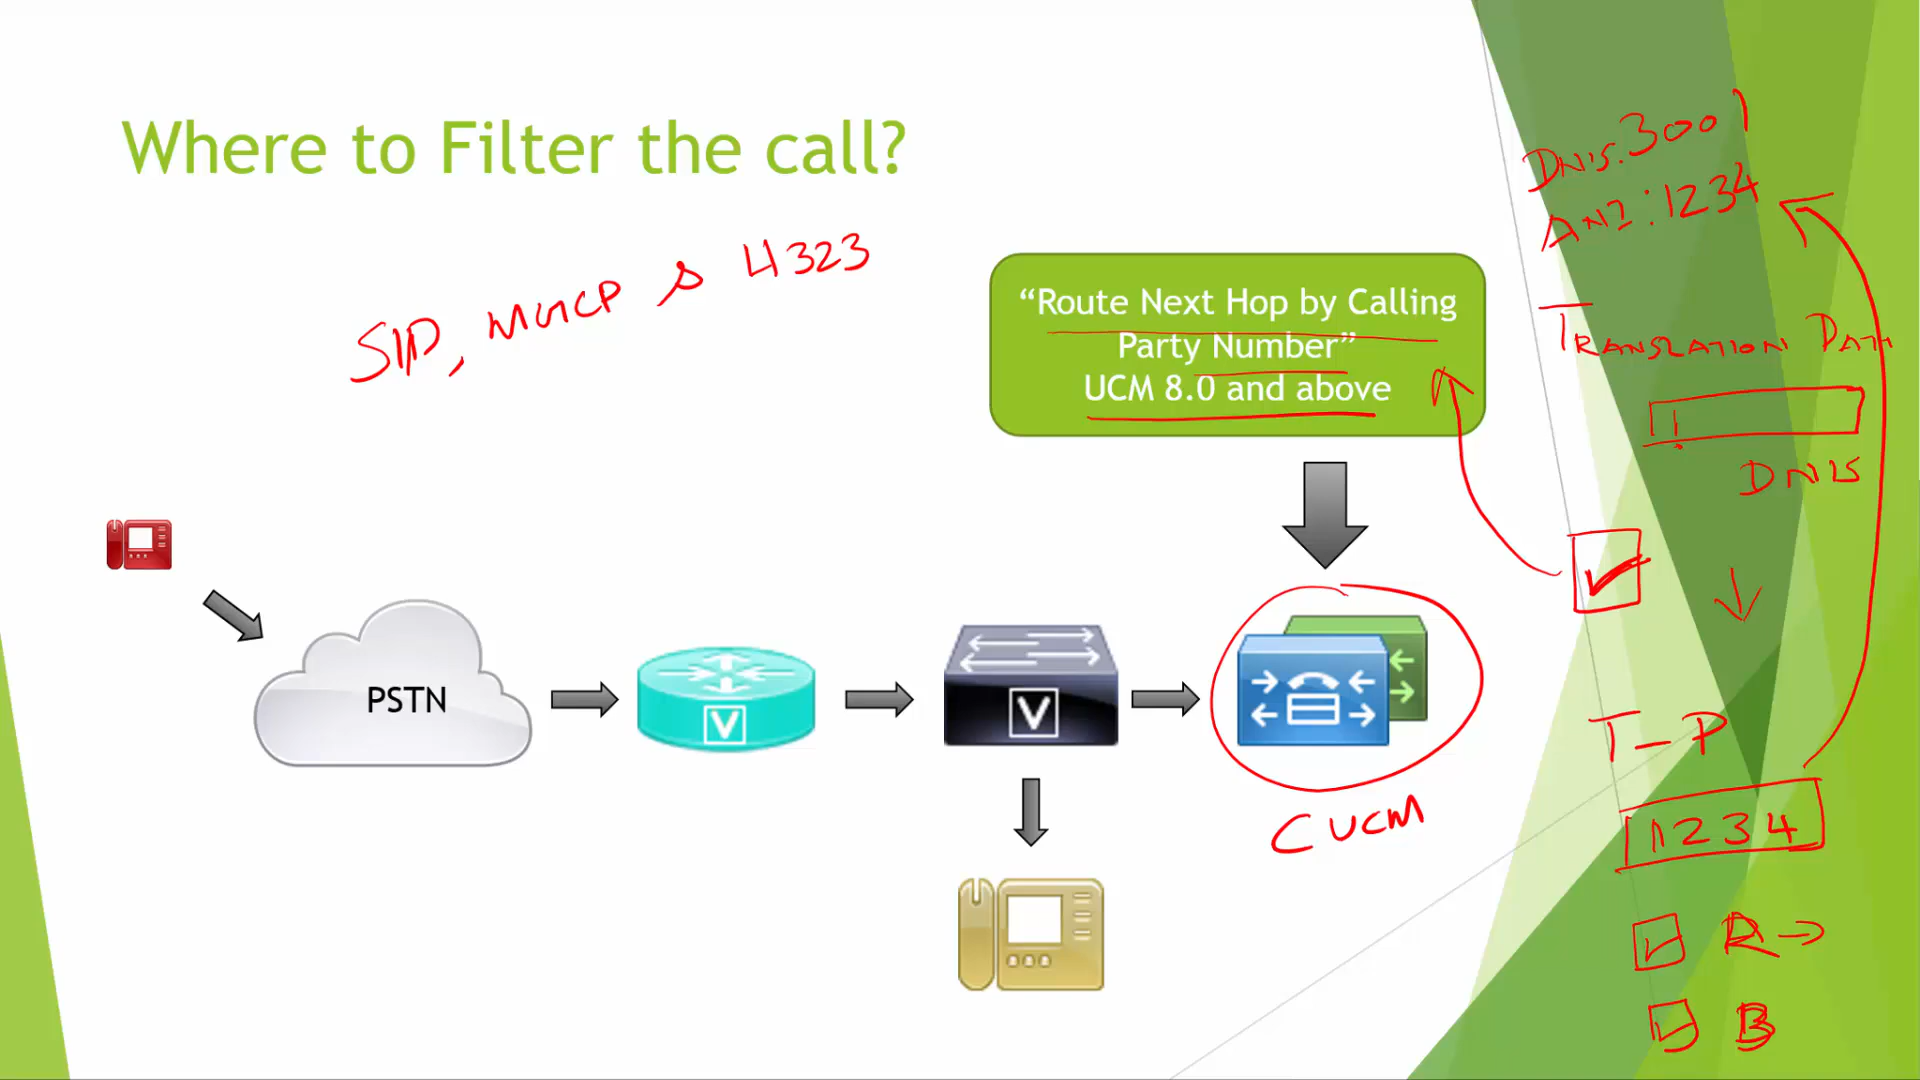 Where to Filter the call?
SIP, MGCP & H323
"Route Next Hop by Calling
Party Number"
UCM 8.0 and above
PSTN
V
V
CUCM
DNIS:3001
ANI:1234
TRANSLATION PATT
!
DNIS
T-P
1234
R→
B